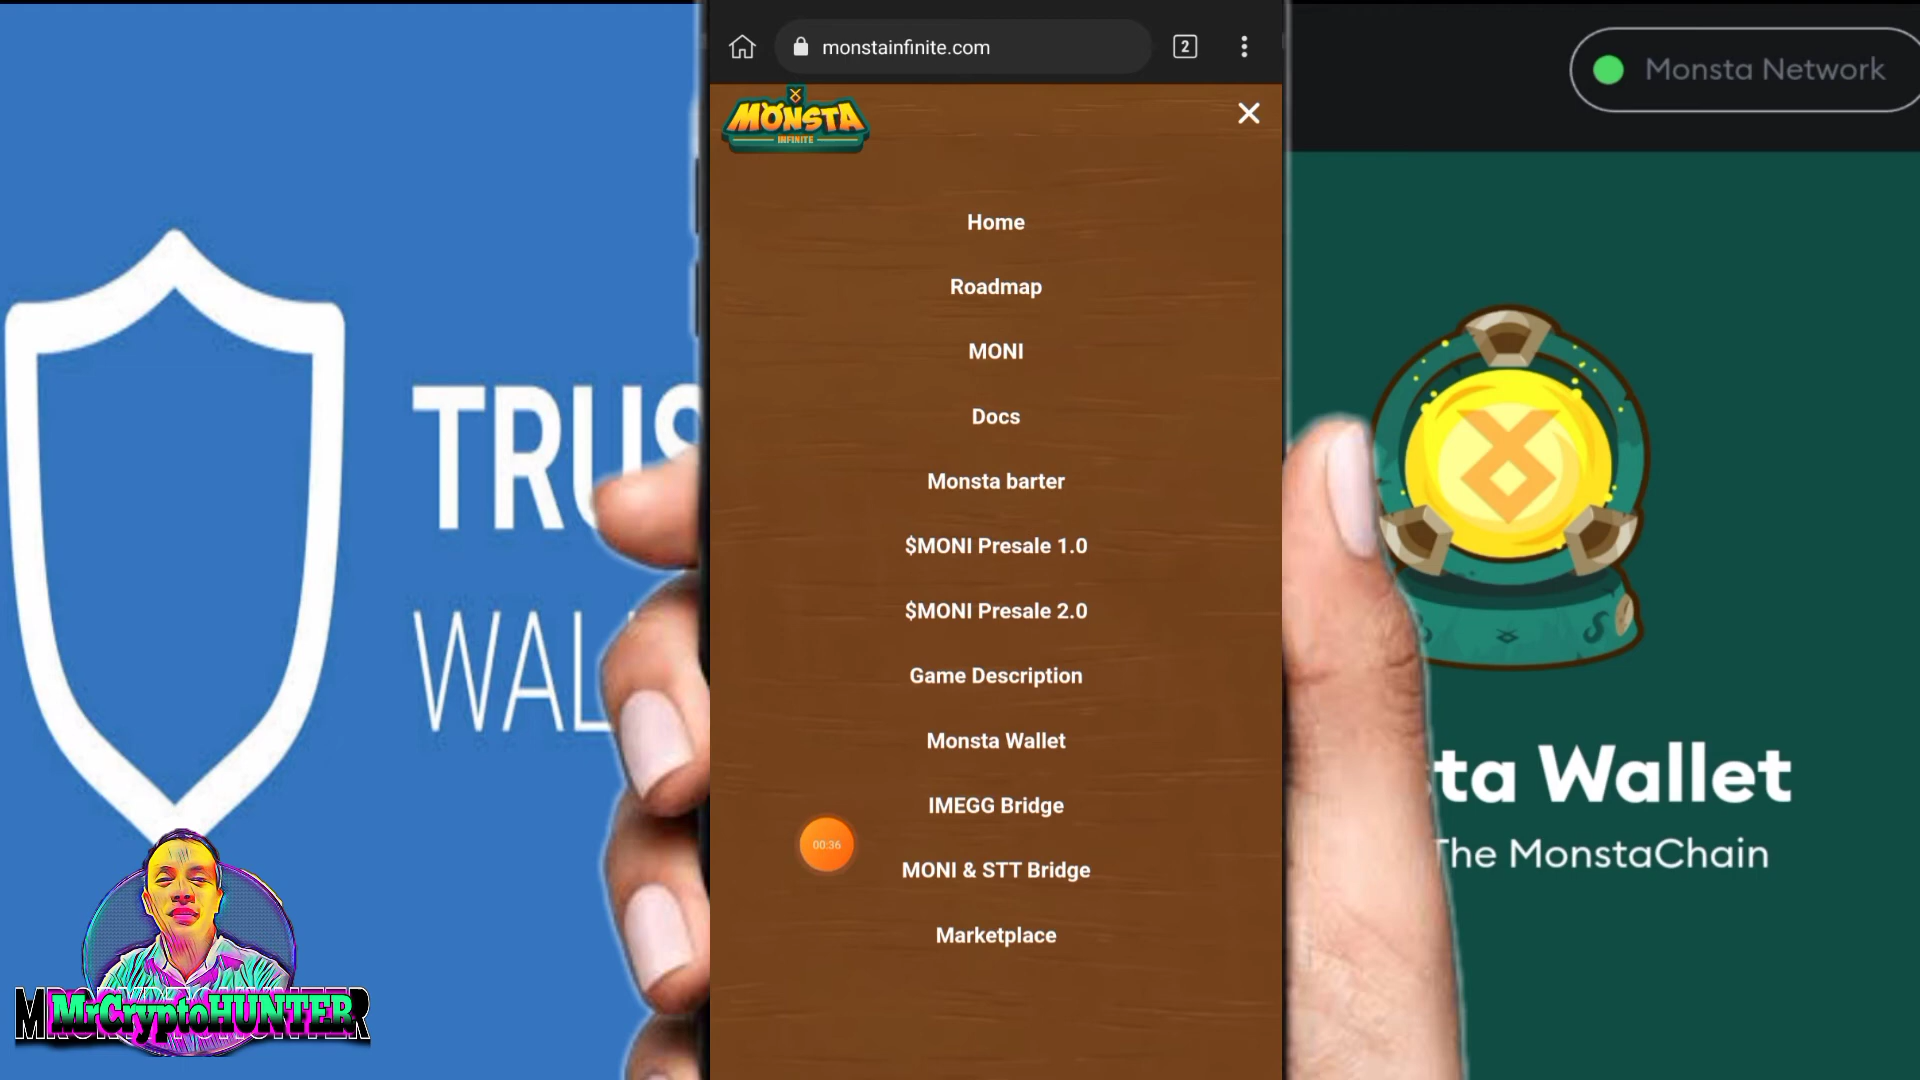 monstainfinite.com
2
Monsta Network
MONSTA
INFINITE
Home
Roadmap
MONI
Docs
Monsta barter
$MONI Presale 1.0
$MONI Presale 2.0
Game Description
Monsta Wallet
IMEGG Bridge
00:36
MONI & STT Bridge
Marketplace
TRUS
WAL
ta Wallet
The MonstaChain
MrCryptoHUNTER